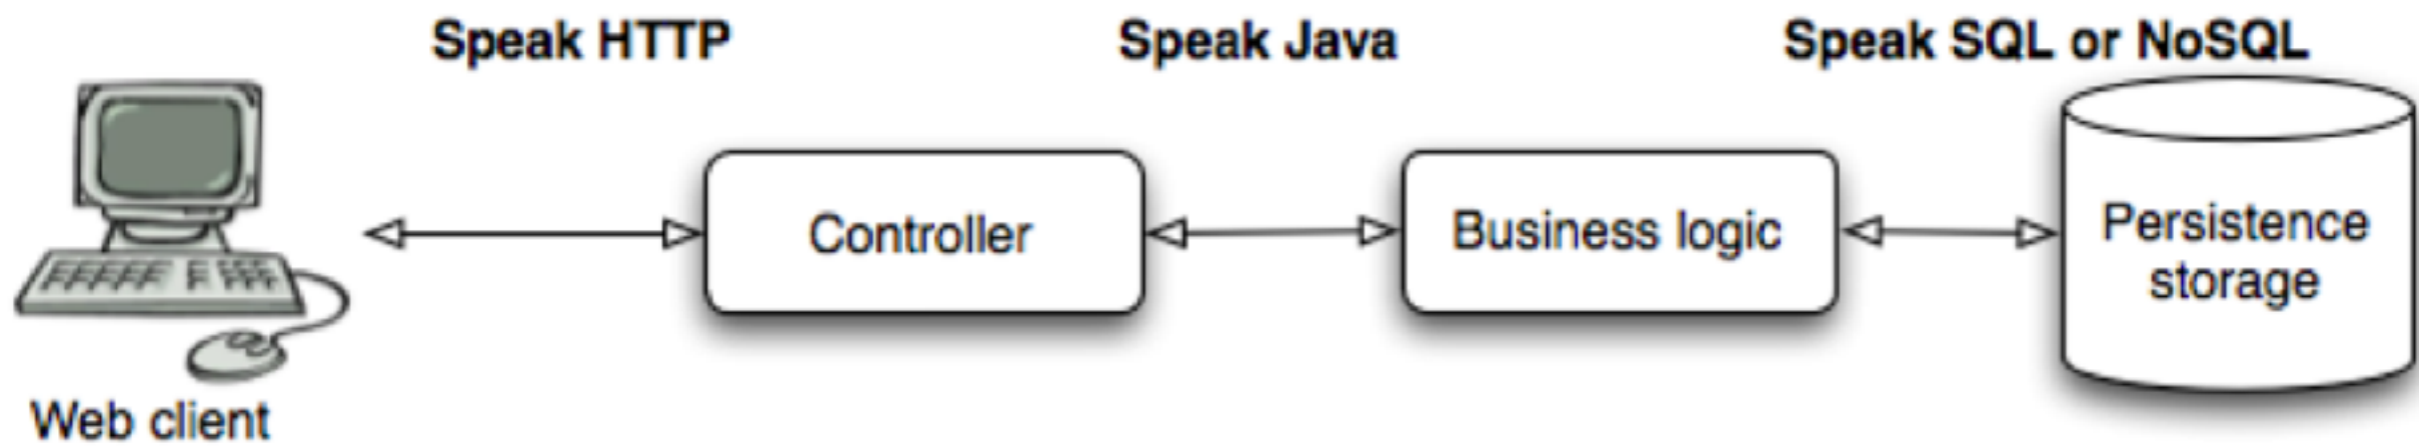 Speak HTTP
Speak Java
Speak SQL or NoSQL
Controller
Business logic
Persistence
storage
Web client